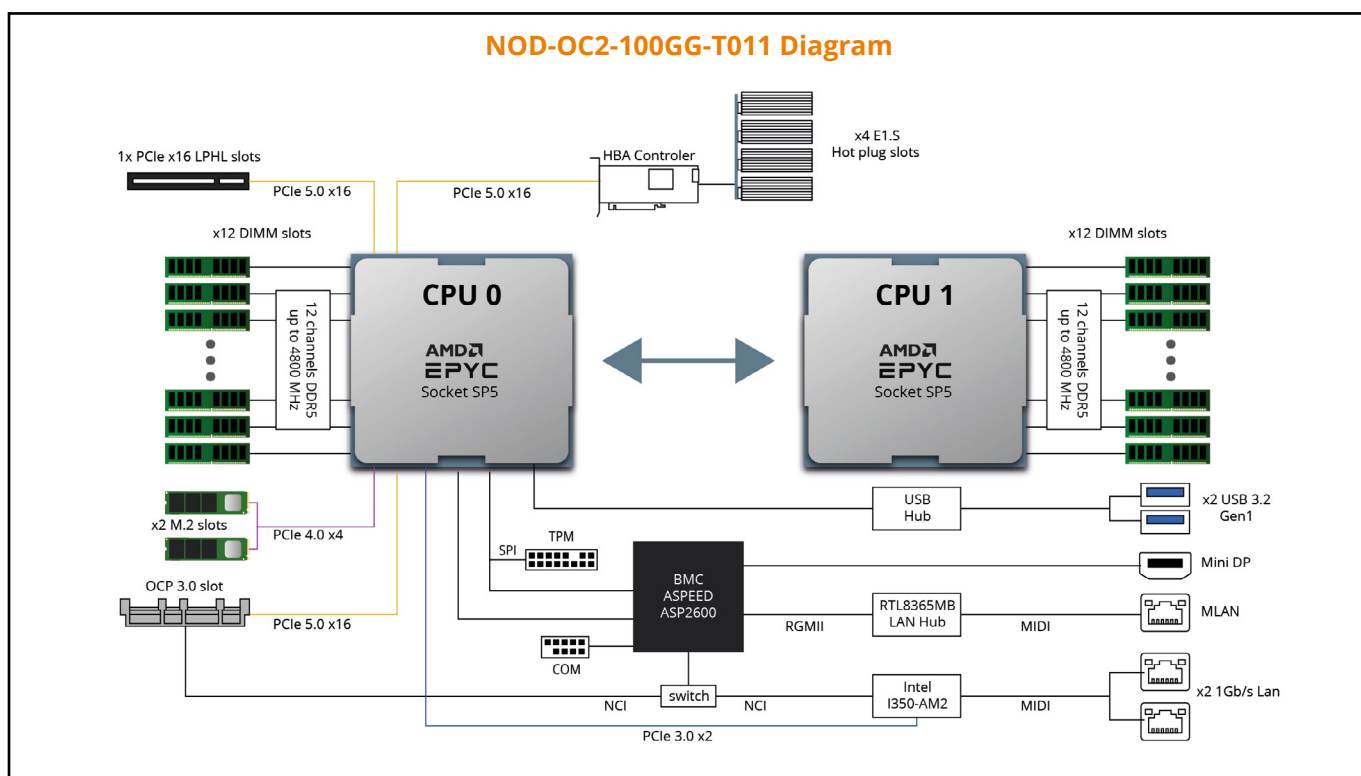 NOD-OC2-100GG-T011 Diagram
x4 E1.S
Hot plug slots
1x PCIe x16 LPHL slots
HBA Controler
PCIe 5.0 x16
PCIe 5.0 x16
x12 DIMM slots
x12 DIMM slots
CPU 0
AMD
EPYC
Socket SP5
CPU 1
AMD
EPYC
Socket SP5
12 channels DDR5
up to 4800 MHz
12 channels DDR5
up to 4800 MHz
x2 M.2 slots
PCIe 4.0 x4
USB
Hub
x2 USB 3.2
Gen1
SPI
TPM
BMC
ASPEED
ASP2600
Mini DP
OCP 3.0 slot
PCIe 5.0 x16
RGMII
RTL8365MB
LAN Hub
MIDI
MLAN
COM
switch
NCI
NCI
Intel
I350-AM2
MIDI
x2 1Gb/s Lan
PCIe 3.0 x2